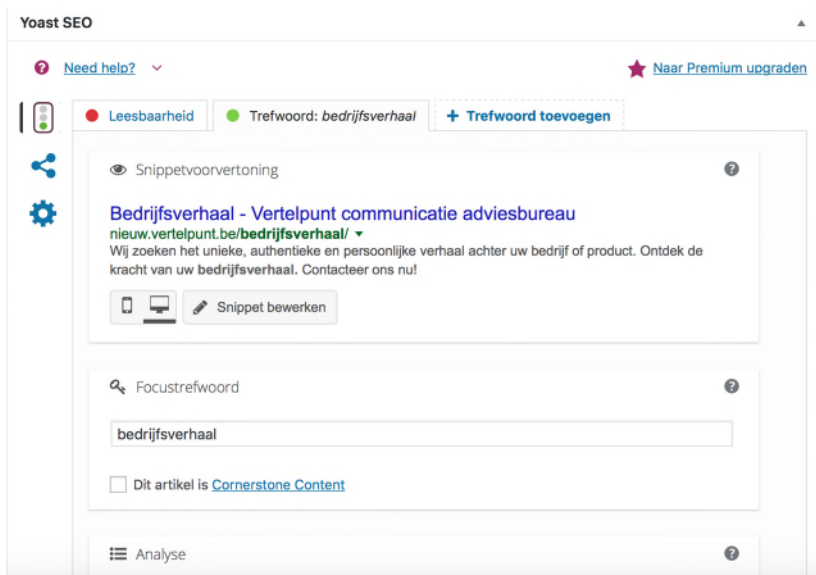 Yoast SEO
Need help?
Naar Premium upgraden
Leesbaarheid
Trefwoord: bedrijfsverhaal
+ Trefwoord toevoegen
Snippetvoorvertoning
Bedrijfsverhaal - Vertelpunt communicatie adviesbureau
nieuw.vertelpunt.be/bedrijfsverhaal/
Wij zoeken het unieke, authentieke en persoonlijke verhaal achter uw bedrijf of product. Ontdek de
kracht van uw bedrijfsverhaal. Contacteer ons nu!
Snippet bewerken
Focustrefwoord
bedrijfsverhaal
Dit artikel is Cornerstone Content
Analyse